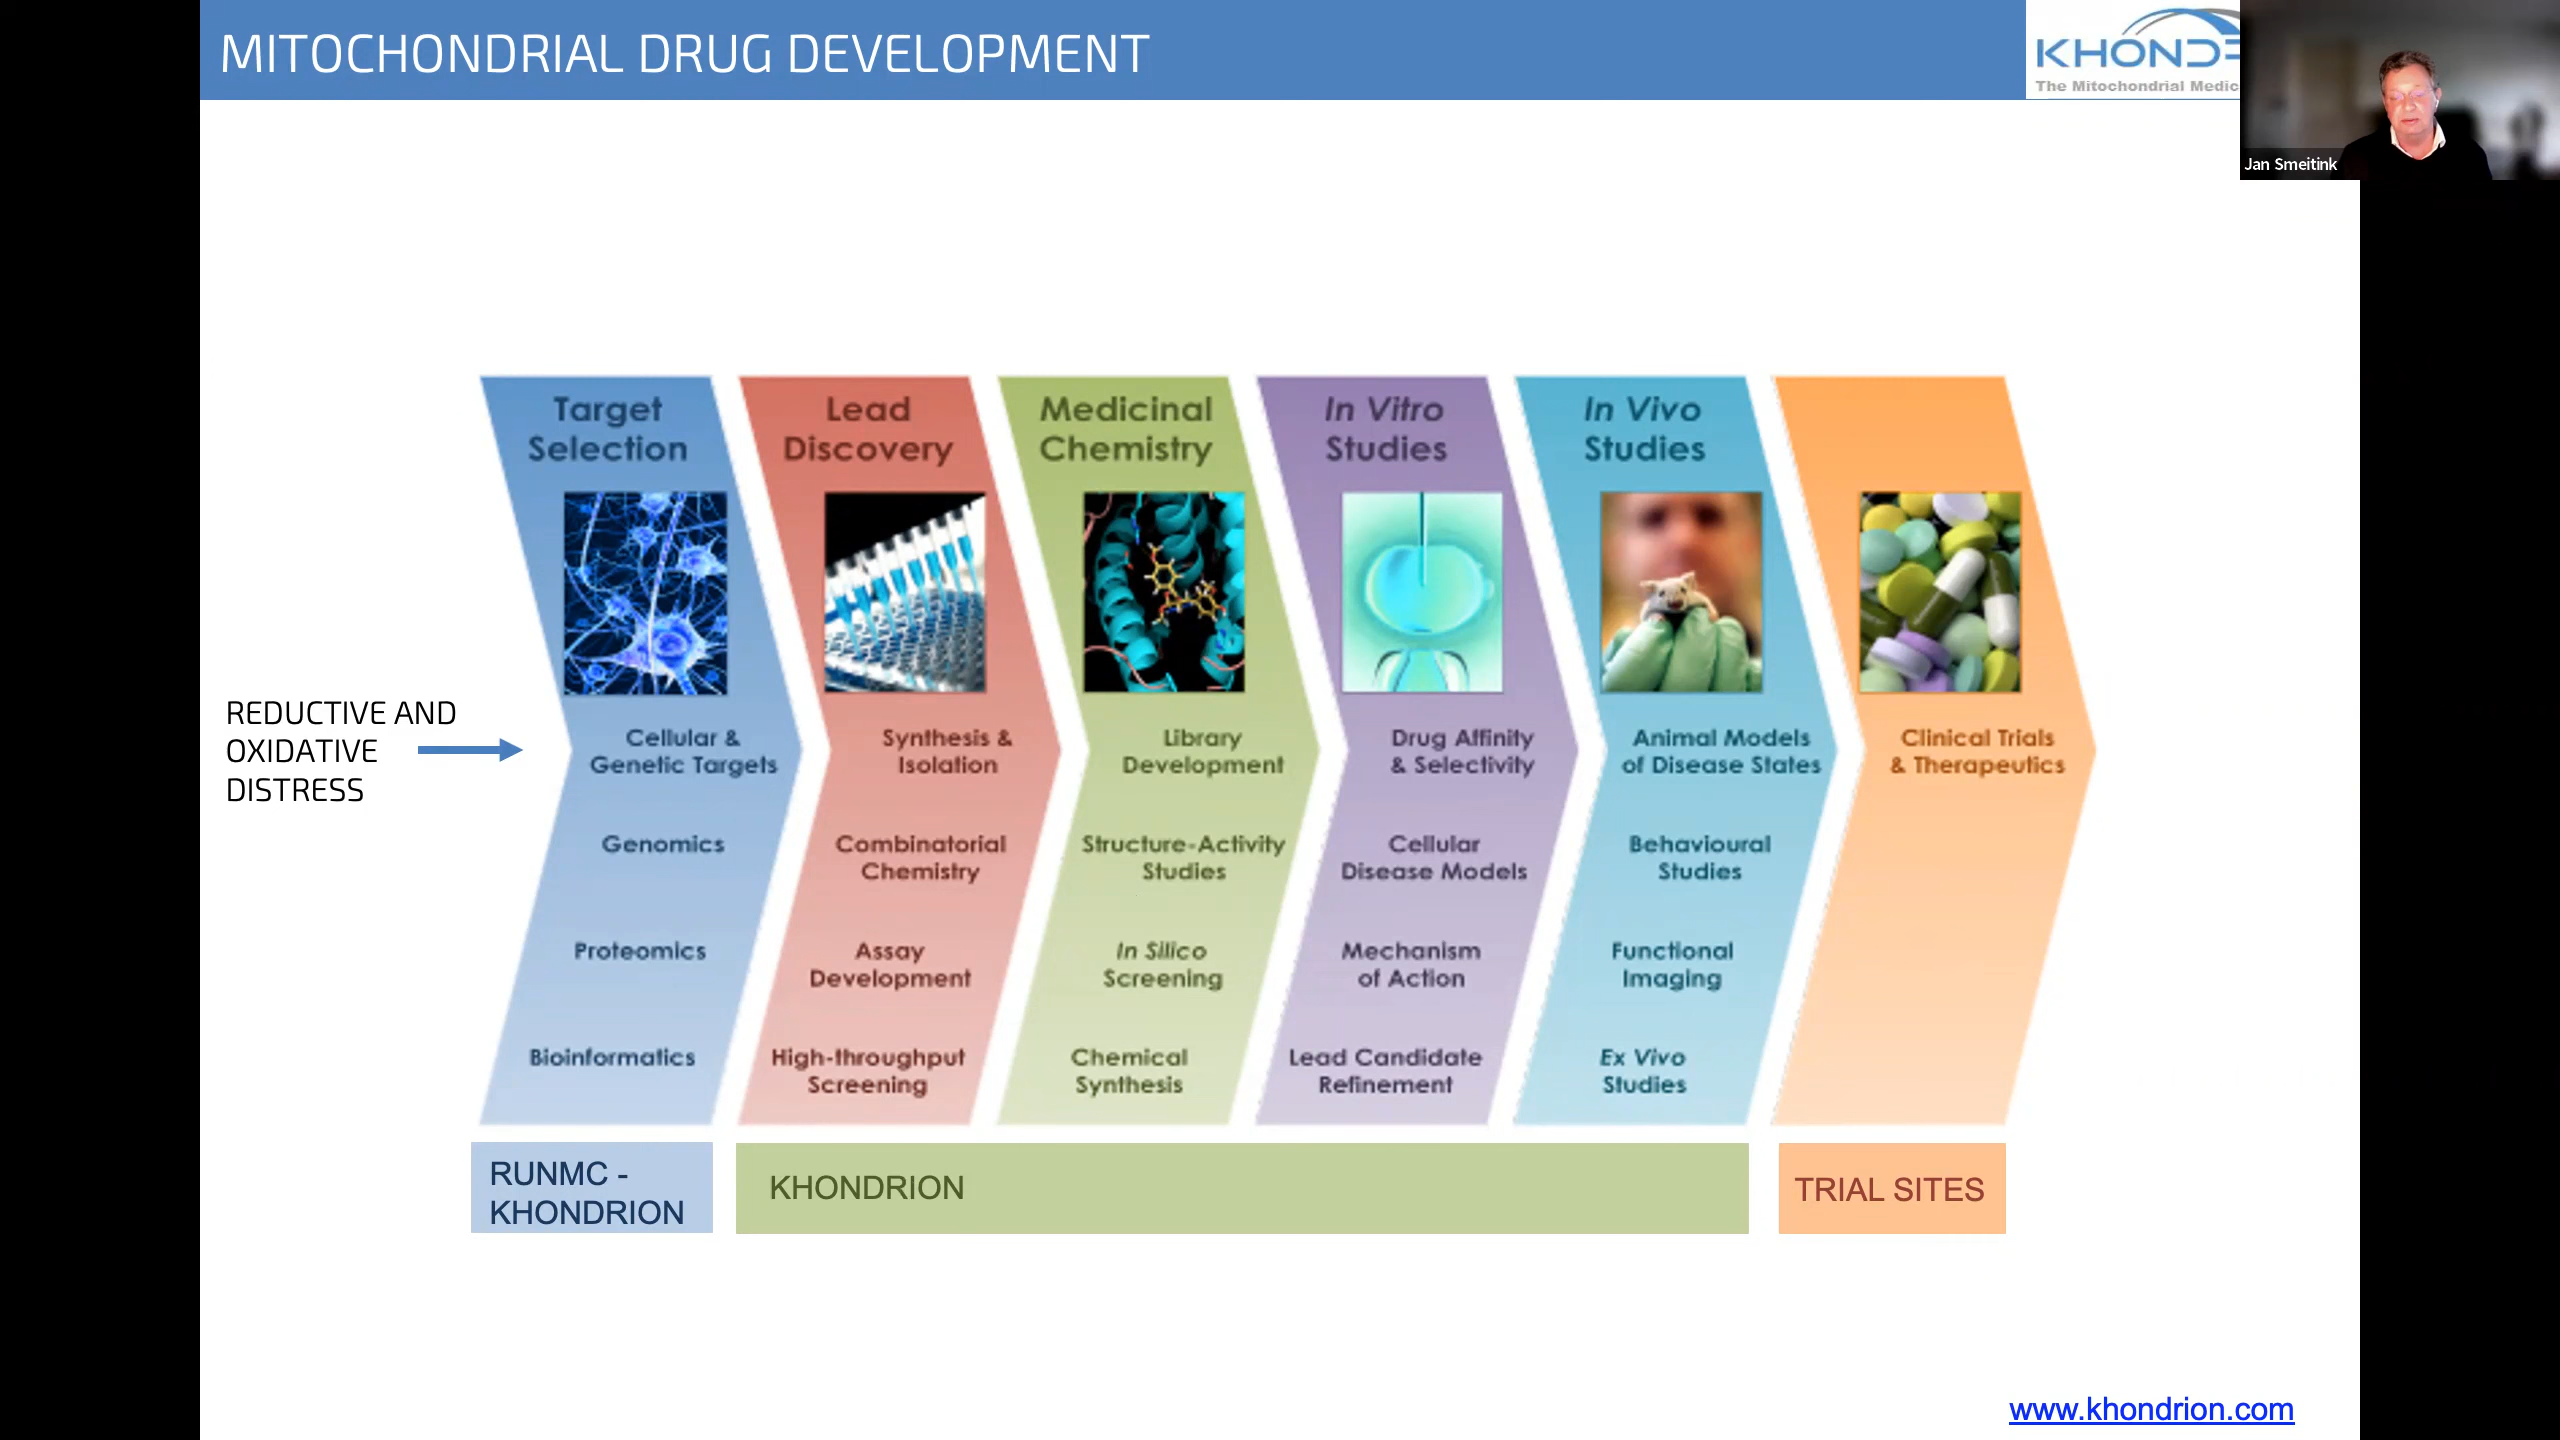 MITOCHONDRIAL DRUG DEVELOPMENT
KHOND
The Mitochondrial
Jan Smeitink
Target
Selection
Lead
Discovery
Medicinal
Chemistry
In Vitro
Studies
In Vivo
Studies
REDUCTIVE AND
OXIDATIVE
DISTRESS
Cellular &
Genetic Targets
Genomics
Proteomics
Bioinformatics
Synthesis &
Isolation
Combinatorial
Chemistry
Assay
Development
High-throughput
Screening
Library
Development
Structure-Activity
Studies
In Silico
Screening
Chemical
Synthesis
Drug Affinity
& Selectivity
Cellular
Disease Models
Mechanism
of Action
Lead Candidate
Refinement
Animal Models
of Disease States
Behavioural
Studies
Functional
Imaging
Ex Vivo
Studies
Clinical Trials
& Therapeutics
RUNMC -
KHONDRION
KHONDRION
TRIAL SITES
www.khondrion.com